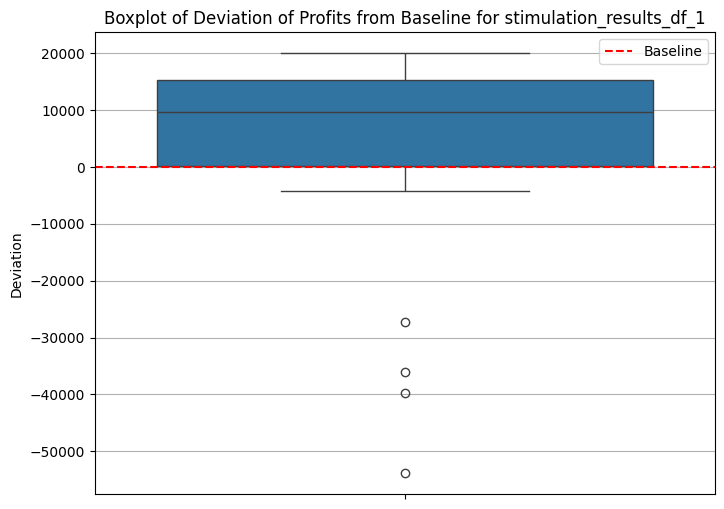 Boxplot of Deviation of Profits from Baseline for stimulation_results_df_1
Baseline
20000
10000
0
−10000
−20000
−30000
−40000
−50000
Deviation